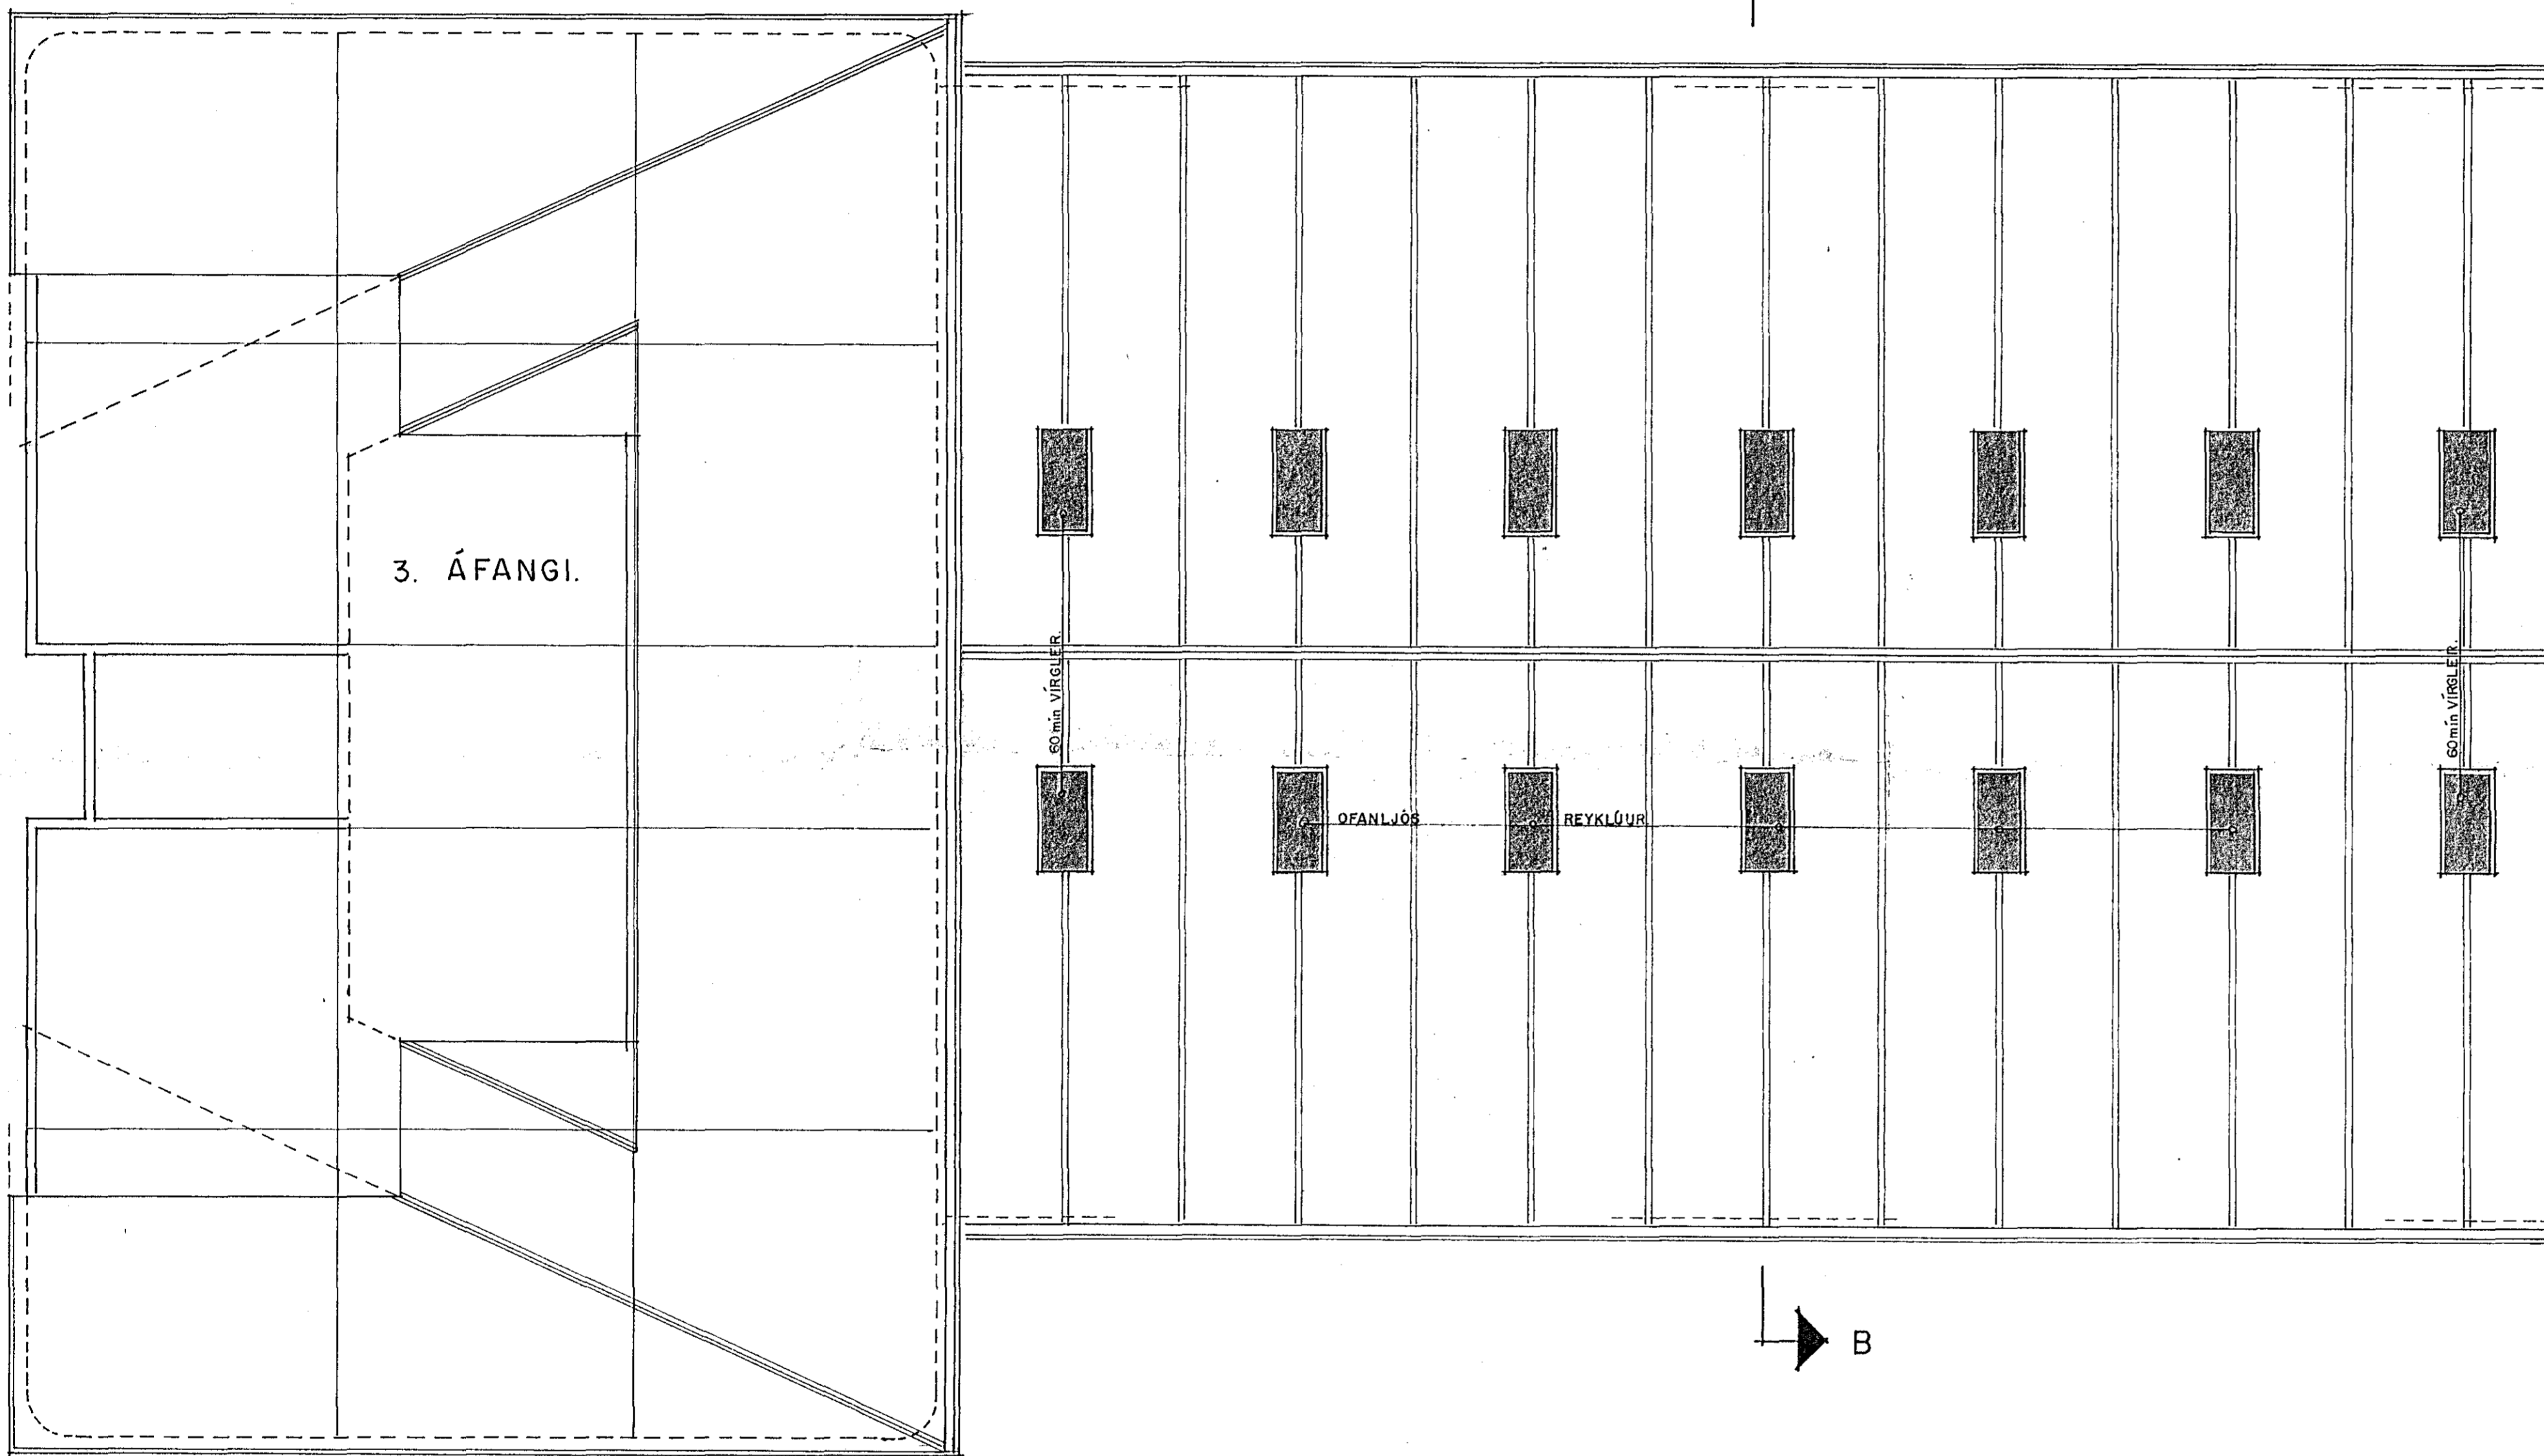 3. ÁFANGI.
60 mín VÍRGLER.
60 mín VÍRGLER.
OFANLJÓS
REYKLÚUR
B